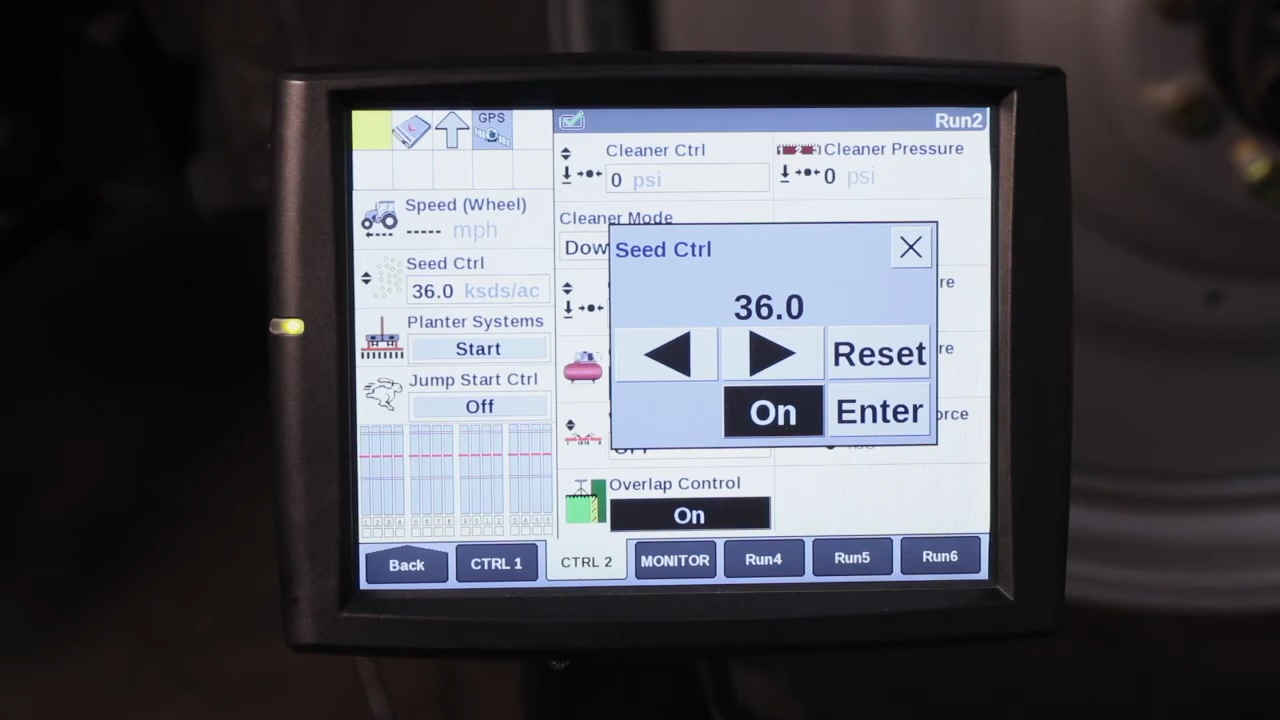 GPS
Run2
Speed (Wheel)
----- mph
Seed Ctrl
36.0 ksds/ac
Planter Systems
Start
Jump Start Ctrl
Off
Cleaner Ctrl
0 psi
Cleaner Pressure
0 psi
Cleaner Mode
Dow
Seed Ctrl
36.0
Reset
On
Enter
re
re
orce
Overlap Control
On
Back
CTRL 1
CTRL 2
MONITOR
Run4
Run5
Run6